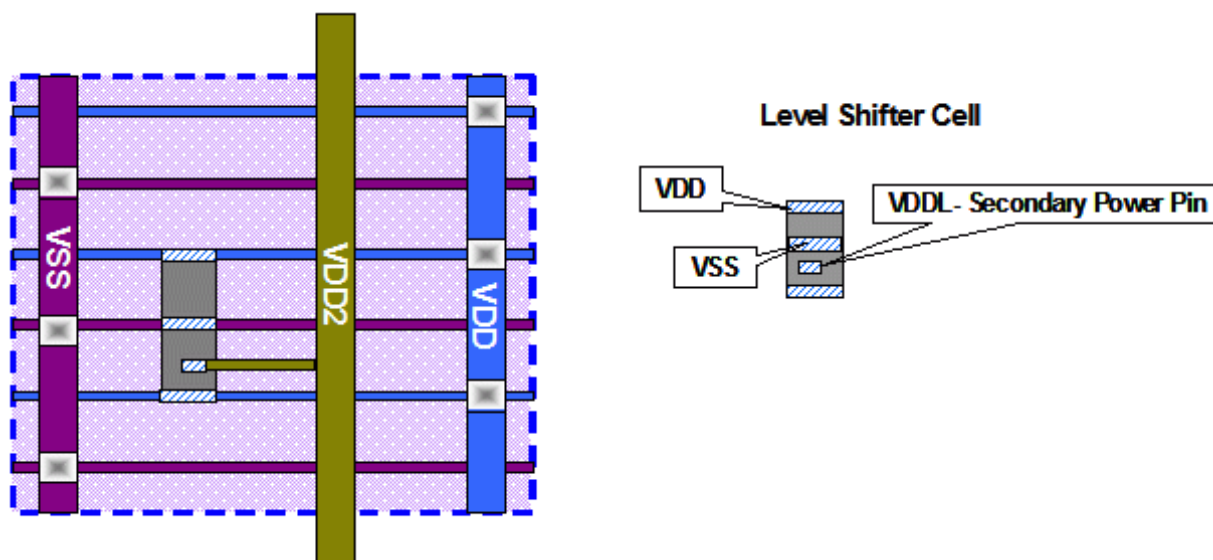 VSS
VDD2
VDD
Level Shifter Cell
VDD
VDDL- Secondary Power Pin
VSS